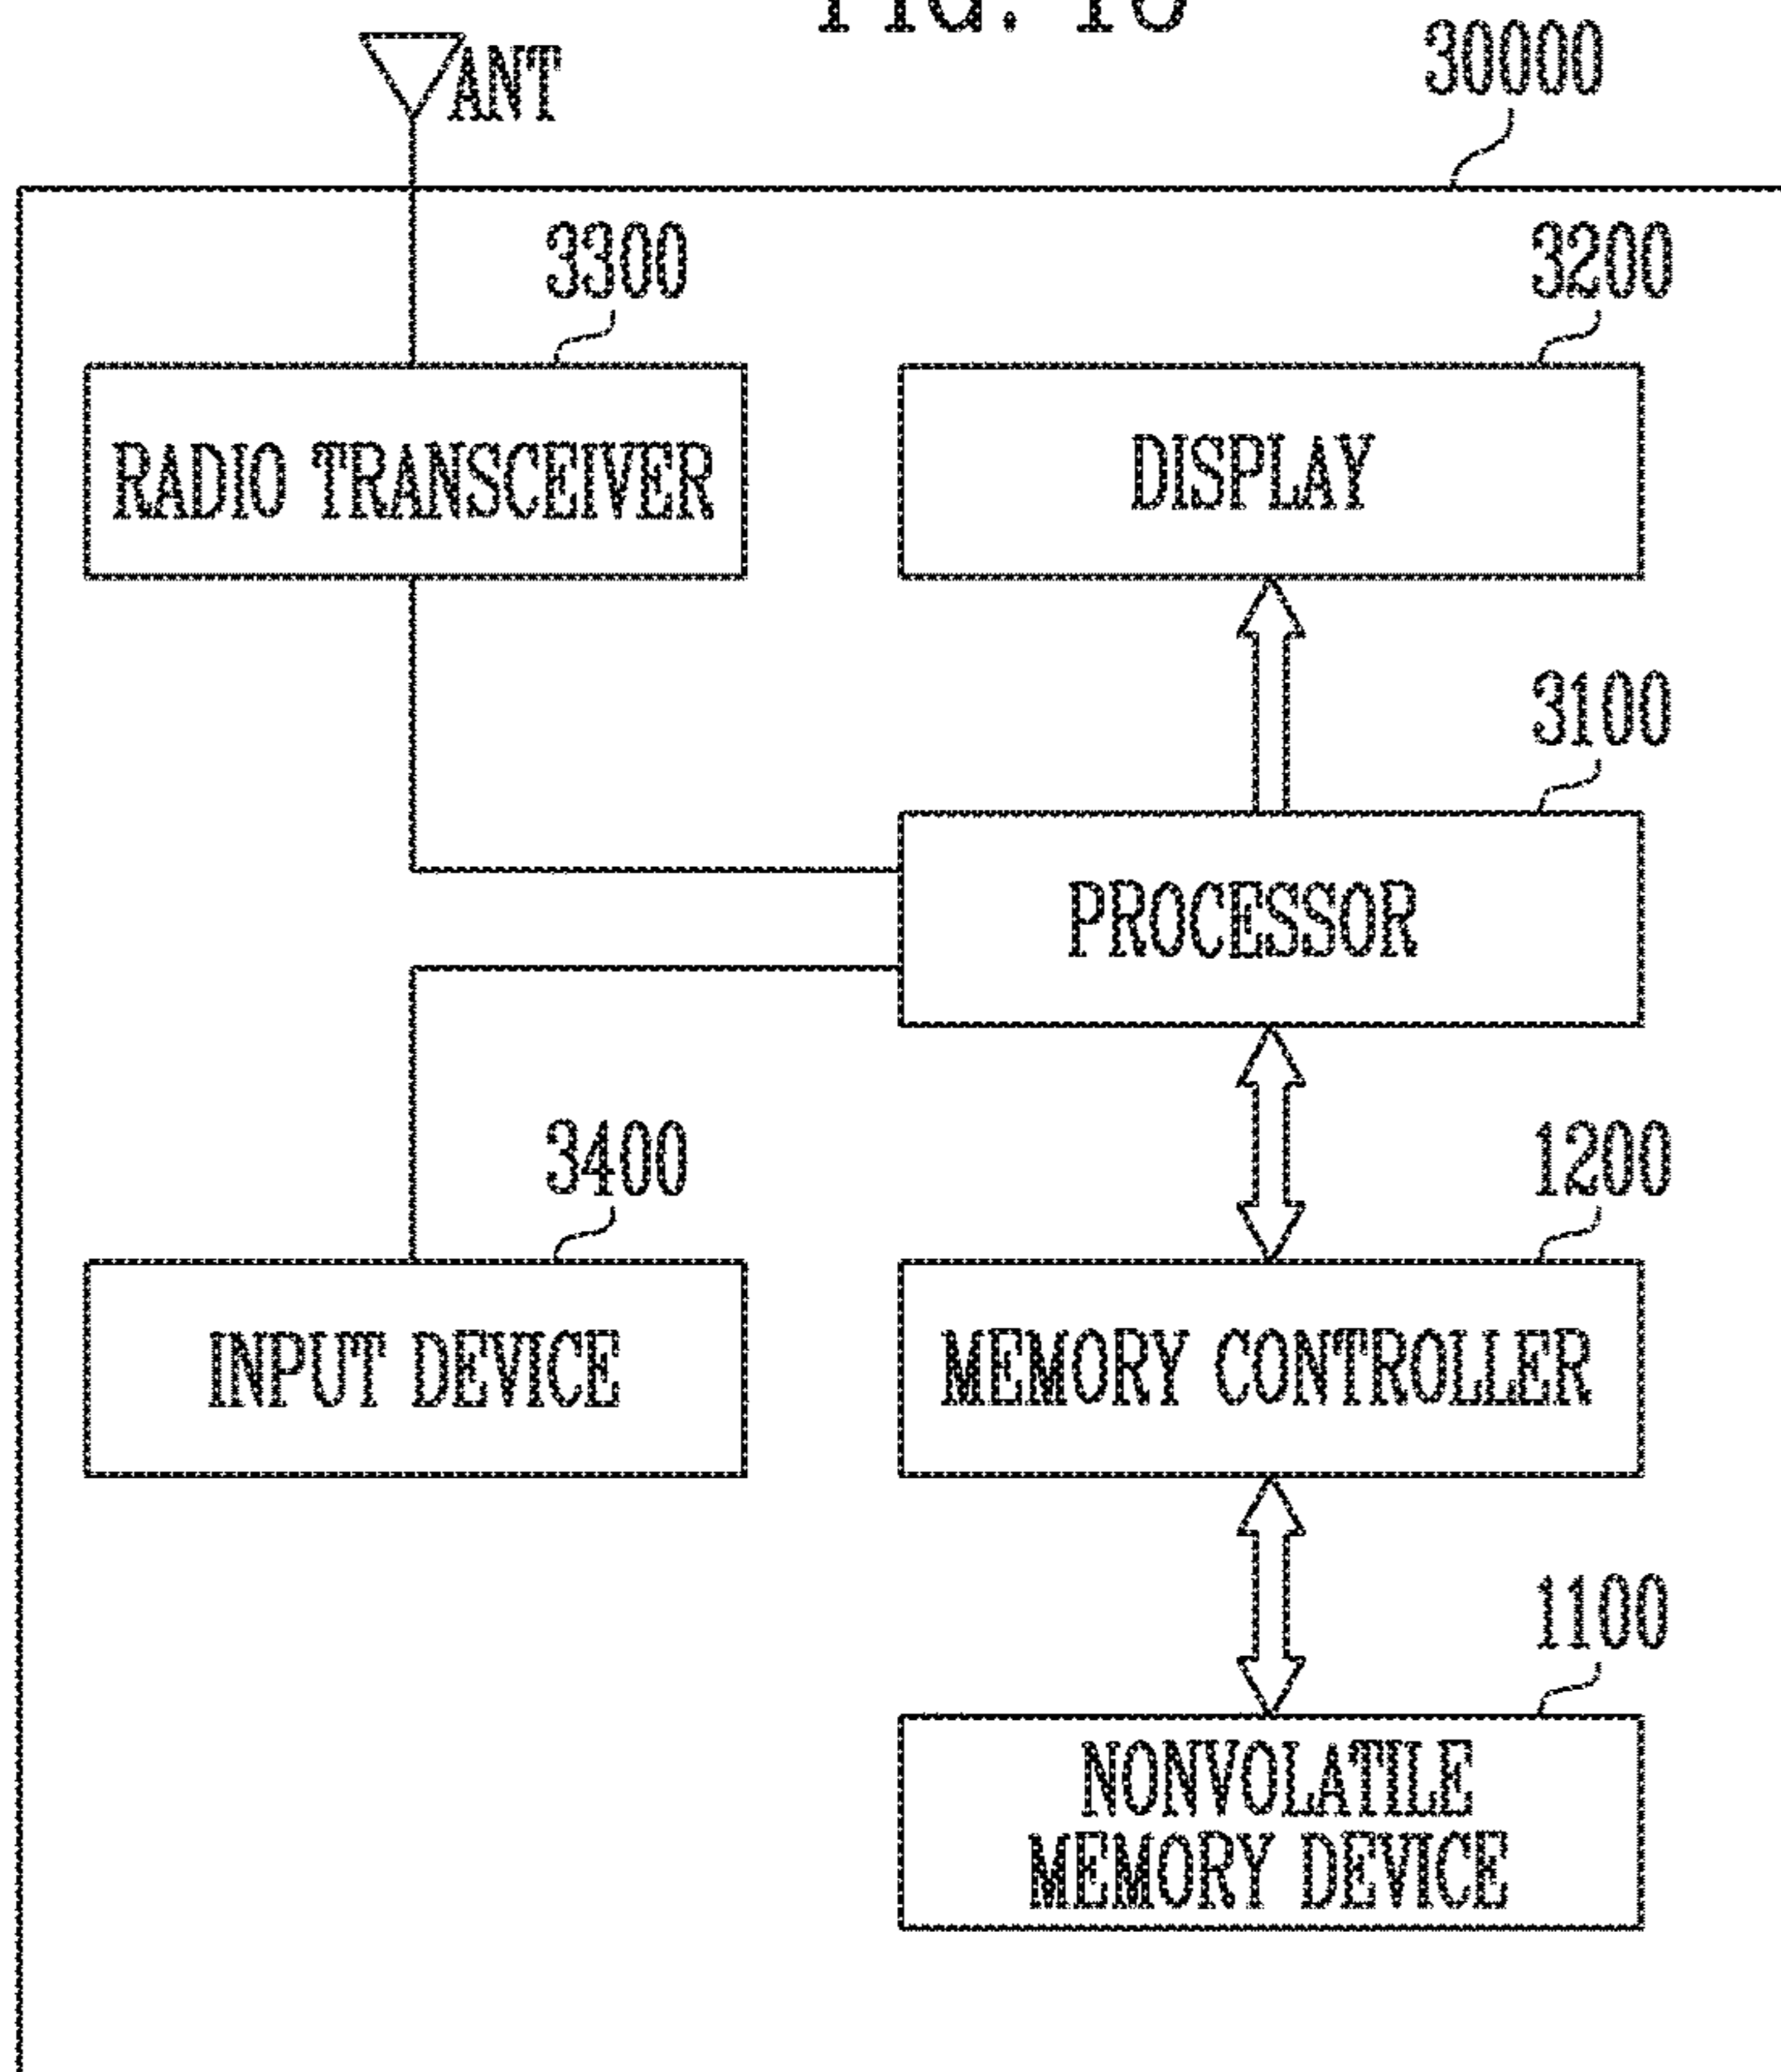 ANT
30000
3300
3200
RADIO TRANSCEIVER
DISPLAY
3100
PROCESSOR
3400
1200
INPUT DEVICE
MEMORY CONTROLLER
1100
NONVOLATILE
MEMORY DEVICE